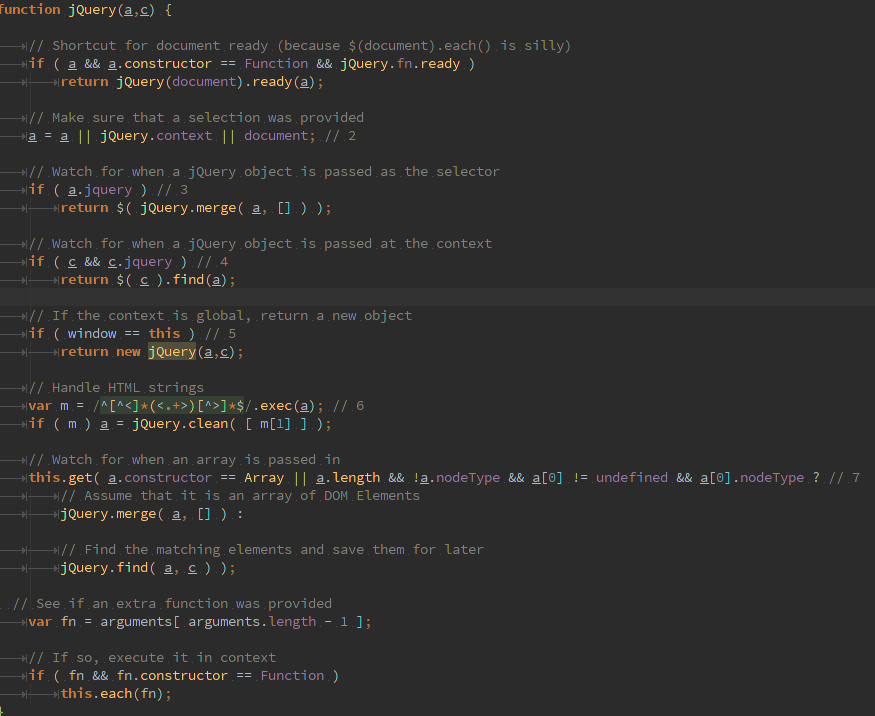 function jQuery(a,c) {
// Shortcut for document ready (because $(document).each() is silly)
if ( a && a.constructor == Function && jQuery.fn.ready )
return jQuery(document).ready(a);
// Make sure that a selection was provided
a = a || jQuery.context || document; // 2
// Watch for when a jQuery object is passed as the selector
if ( a.jquery ) // 3
return $( jQuery.merge( a, [] ) );
// Watch for when a jQuery object is passed at the context
if ( c && c.jquery ) // 4
return $( c ).find(a);
// If the context is global, return a new object
if ( window == this ) // 5
return new jQuery(a,c);
// Handle HTML strings
var m = /^[^<]*(<.+>)[^>]*$/.exec(a); // 6
if ( m ) a = jQuery.clean( [ m[1] ] );
// Watch for when an array is passed in
this.get( a.constructor == Array || a.length && !a.nodeType && a[0] != undefined && a[0].nodeType ? // 7
// Assume that it is an array of DOM Elements
jQuery.merge( a, [] ) :
// Find the matching elements and save them for later
jQuery.find( a, c ) );
// See if an extra function was provided
var fn = arguments[ arguments.length - 1 ];
// If so, execute it in context
if ( fn && fn.constructor == Function )
this.each(fn);
}